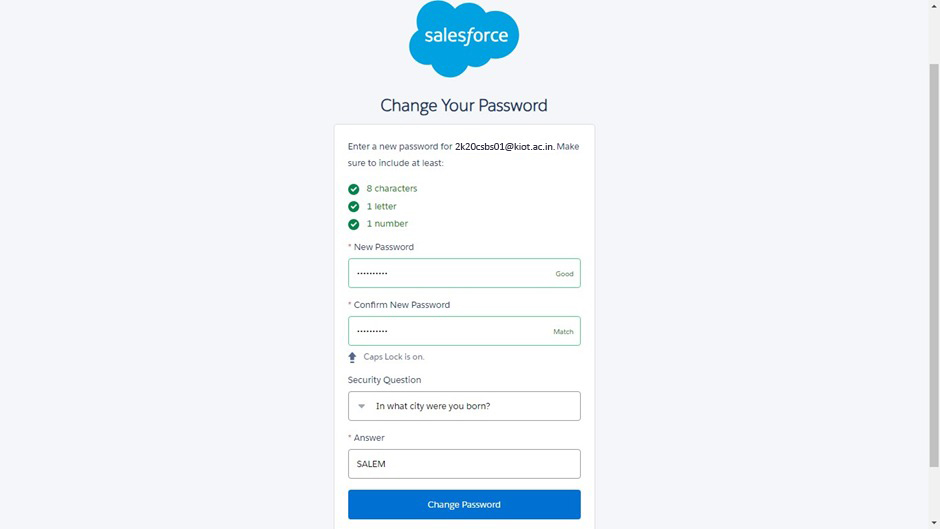 salesforce
Change Your Password
Enter a new password for 2k20csbs01@kiot.ac.in. Make
sure to include at least:
8 characters
1 letter
1 number
* New Password
•••••••••• Good
* Confirm New Password
•••••••••• Match
Caps Lock is on.
Security Question
In what city were you born?
* Answer
SALEM
Change Password